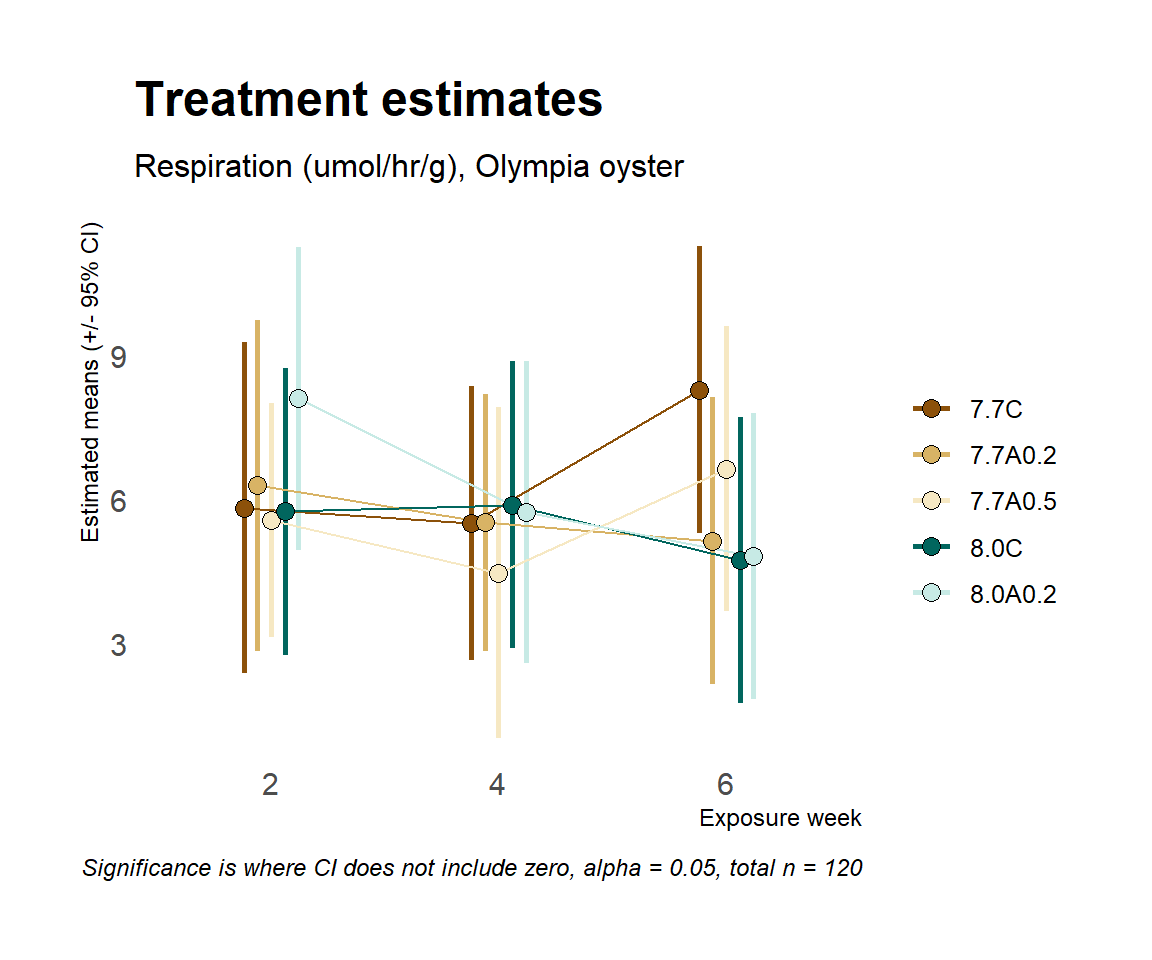 Treatment estimates
Respiration (umol/hr/g), Olympia oyster
Estimated means (+/- 95% CI)
9
6
3
2 4 6
Exposure week
7.7C
7.7A0.2
7.7A0.5
8.0C
8.0A0.2
Significance is where CI does not include zero, alpha = 0.05, total n = 120